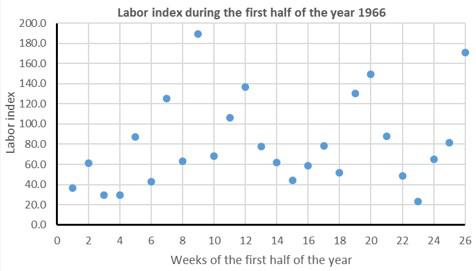 Labor index during the first half of the year 1966
200.0
180.0
160.0
140.0
120.0
100.0
80.0
60.0
40.0
20.0
0.0
Labor index
0 2 4 6 8 10 12 14 16 18 20 22 24 26
Weeks of the first half of the year